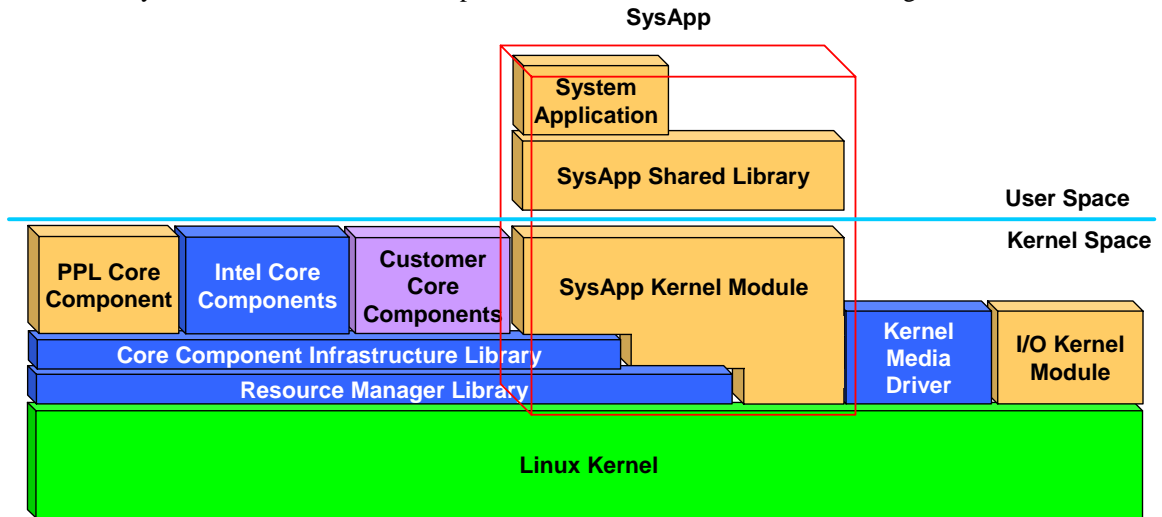 SysApp
System
Application
SysApp Shared Library
User Space
Kernel Space
PPL Core
Component
Intel Core
Components
Customer
Core
Components
SysApp Kernel Module
Kernel
Media
Driver
I/O Kernel
Module
Core Component Infrastructure Library
Resource Manager Library
Linux Kernel